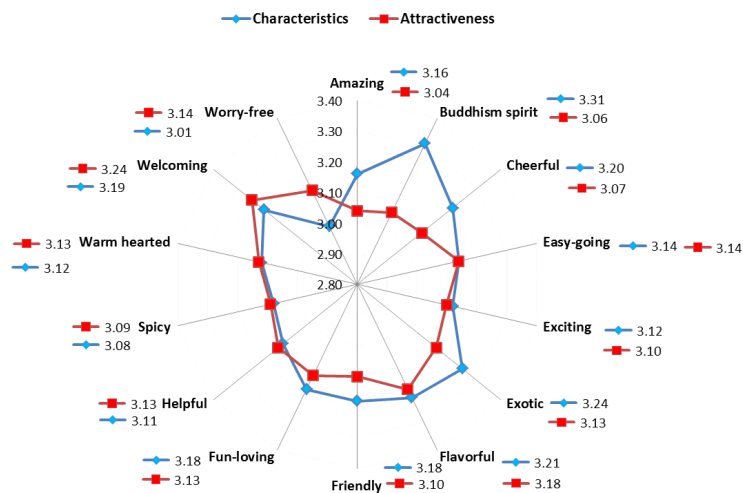 Characteristics Attractiveness
Amazing
3.16
3.04
Buddhism spirit
3.31
3.06
Cheerful
3.20
3.07
Easy-going
3.14 3.14
Exciting
3.12
3.10
Exotic
3.24
3.13
Flavorful
3.21
3.18
Friendly
3.18
3.10
Fun-loving
3.18
3.13
Helpful
3.13
3.11
Spicy
3.09
3.08
Warm hearted
3.13
3.12
Welcoming
3.24
3.19
Worry-free
3.14
3.01
3.40
3.30
3.20
3.10
3.00
2.90
2.80